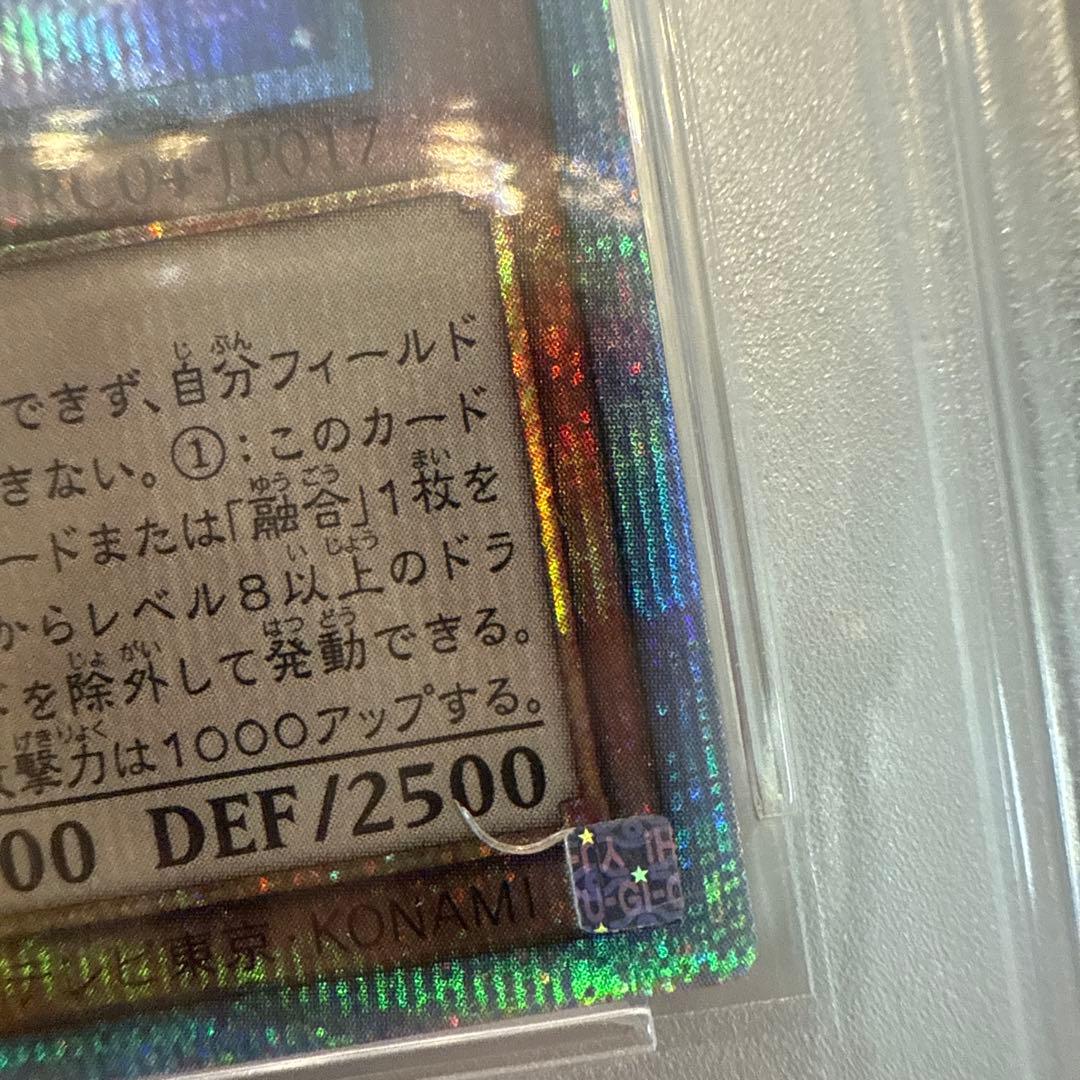 RC04-JP017
できず、自分フィールド
きない。①:このカード
ードまたは「融合」1枚を
からレベル8以上のドラ
を除外して発動できる。
撃力は1000アップする。
00 DEF/2500
東京・KONAMI